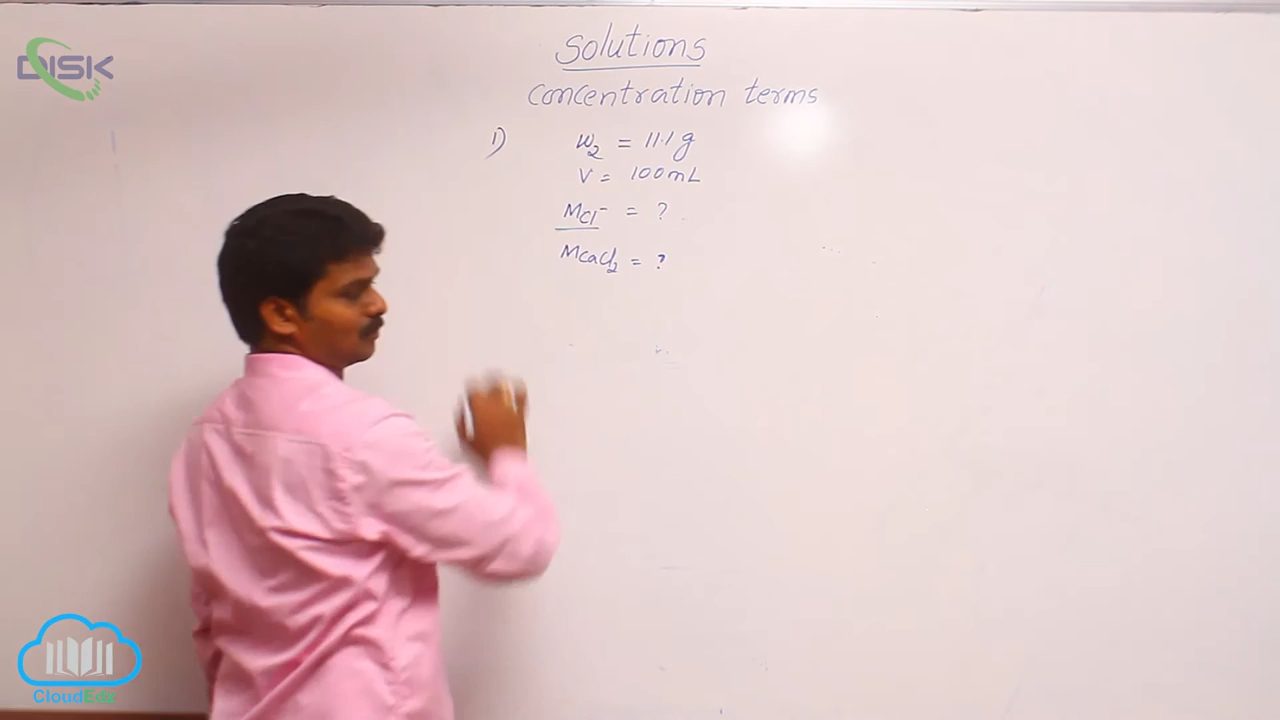 DISK
Solutions
Concentration terms
1) W₂ = 11.1 g
V = 100 mL
MCl⁻ = ?
MCaCl₂ = ?
CloudEdz